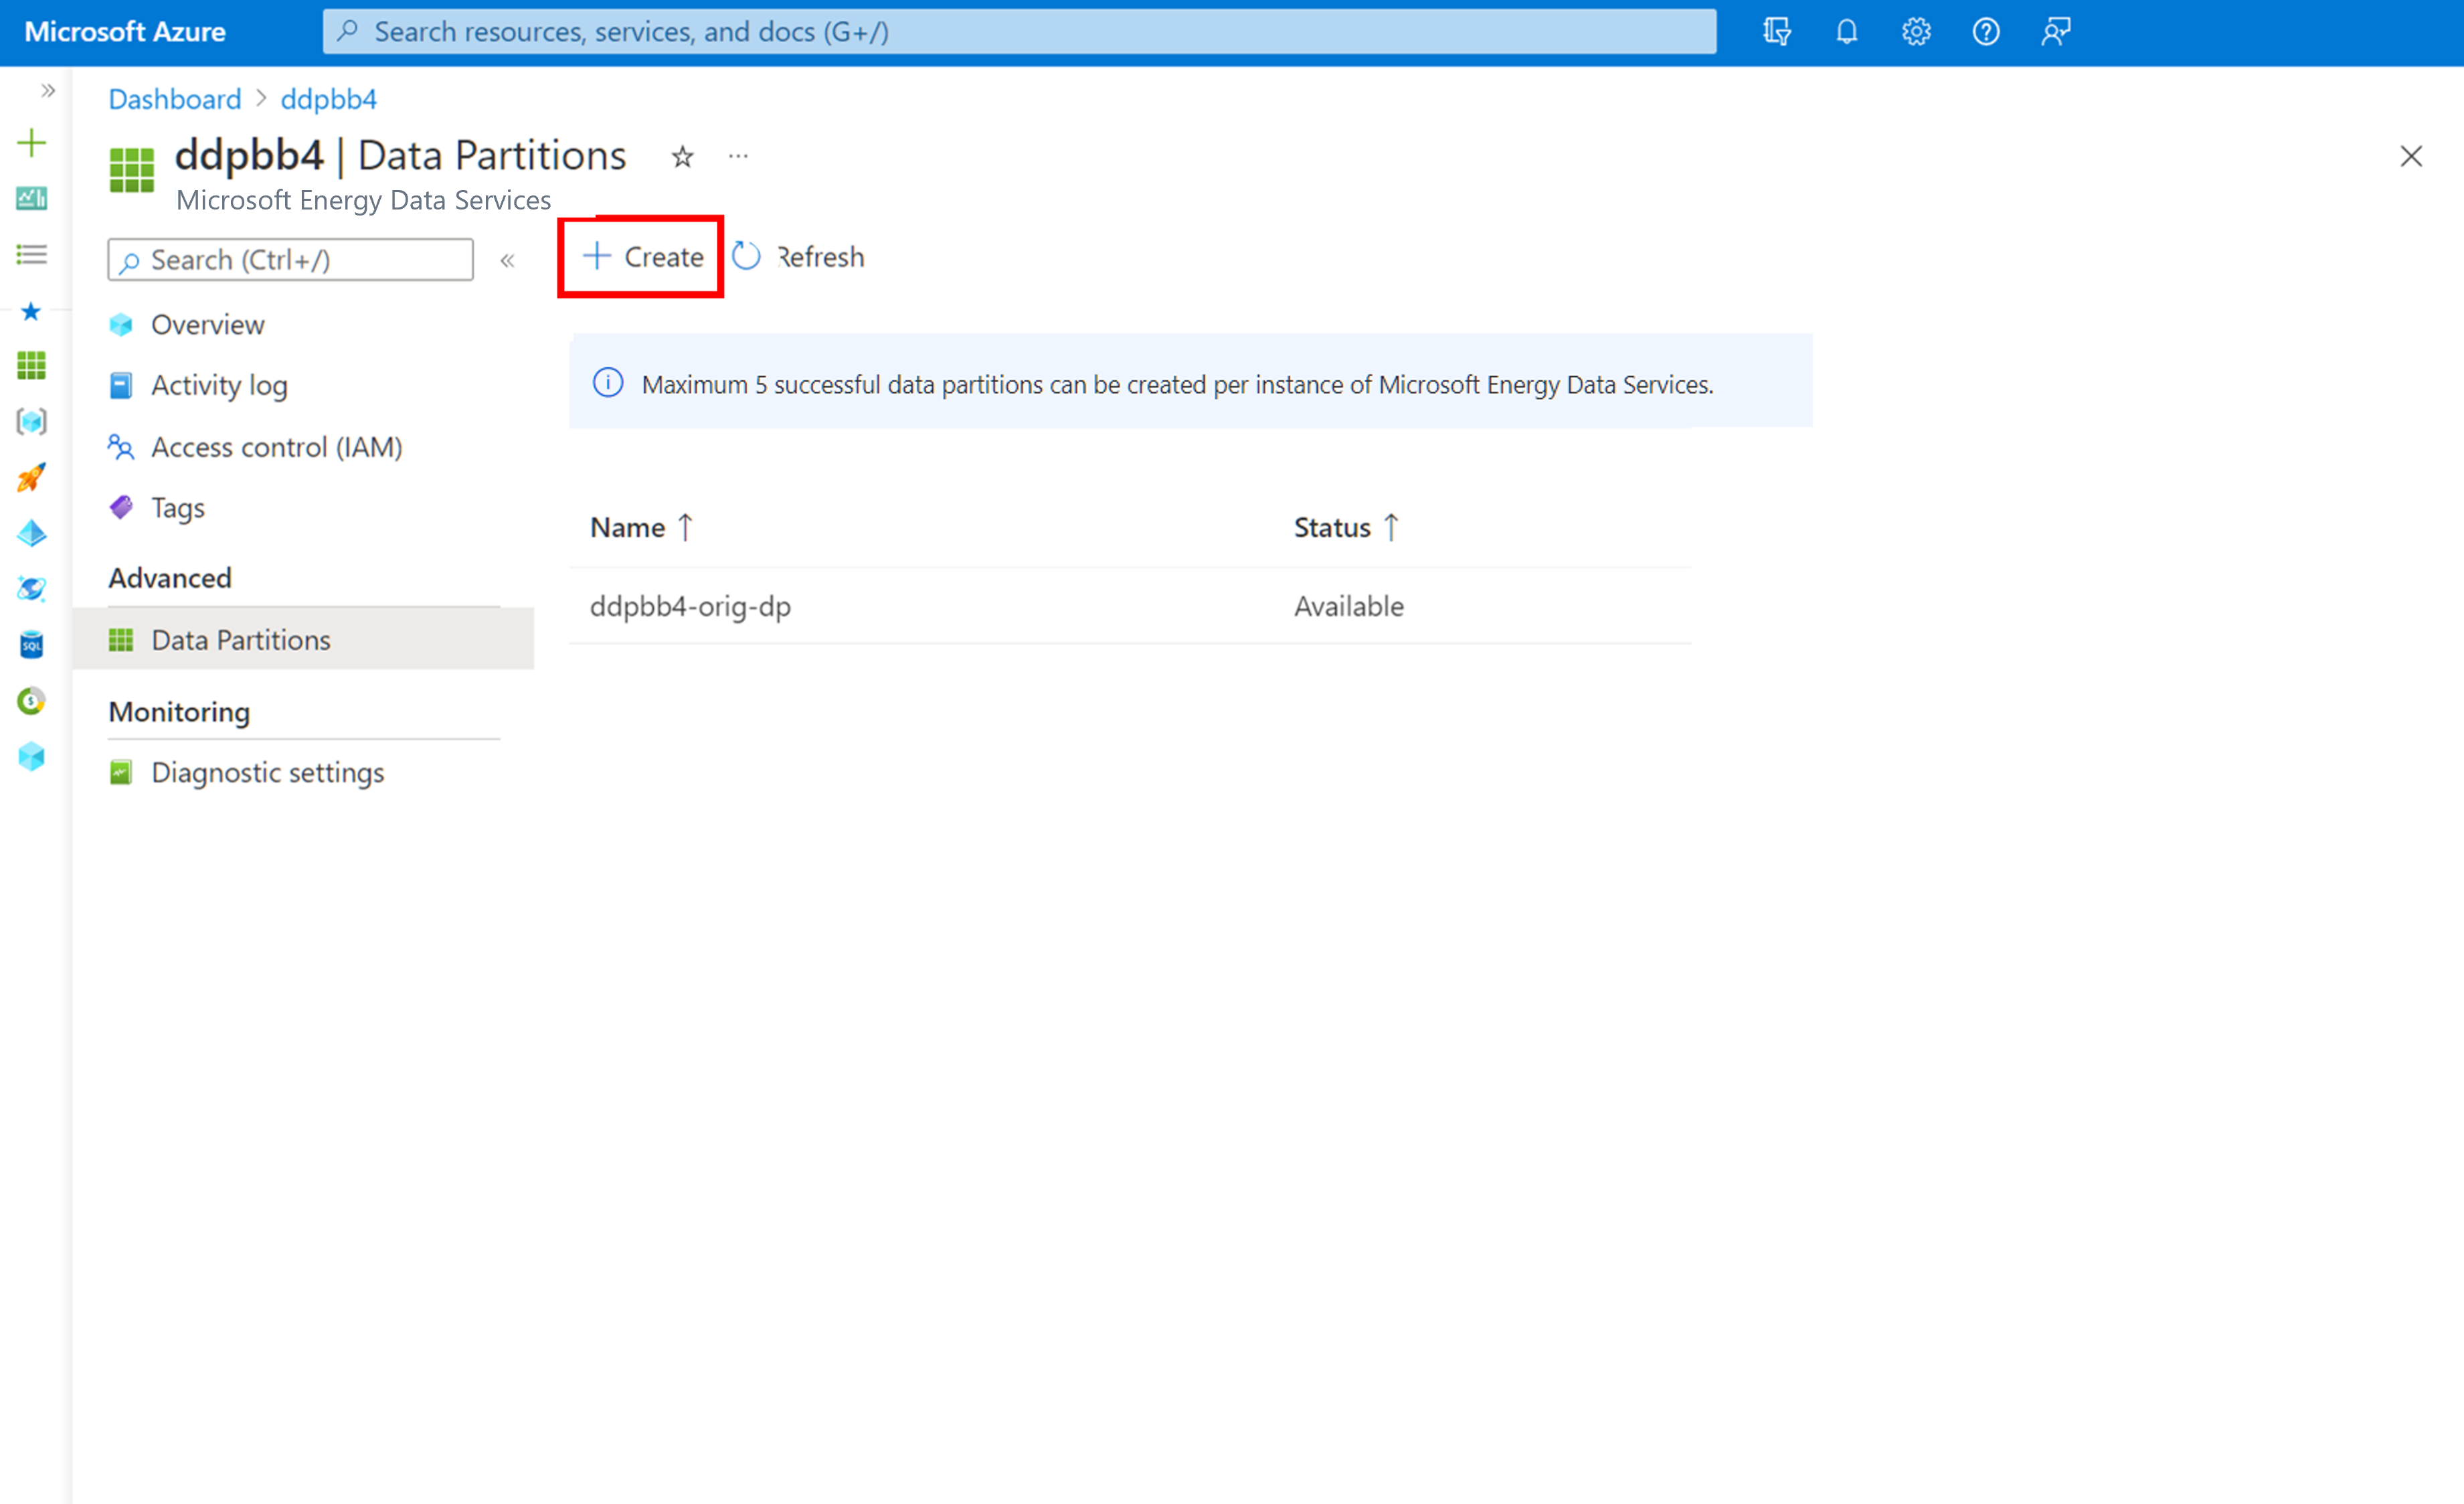 Microsoft Azure
Search resources, services, and docs (G+/)
Dashboard > ddpbb4
ddpbb4 | Data Partitions
Microsoft Energy Data Services
Search (Ctrl+/)
Create
Refresh
Overview
Activity log
Access control (IAM)
Tags
Advanced
Data Partitions
Monitoring
Diagnostic settings
Maximum 5 successful data partitions can be created per instance of Microsoft Energy Data Services.
Name ↑ Status ↑
ddpbb4-orig-dp Available
SQL